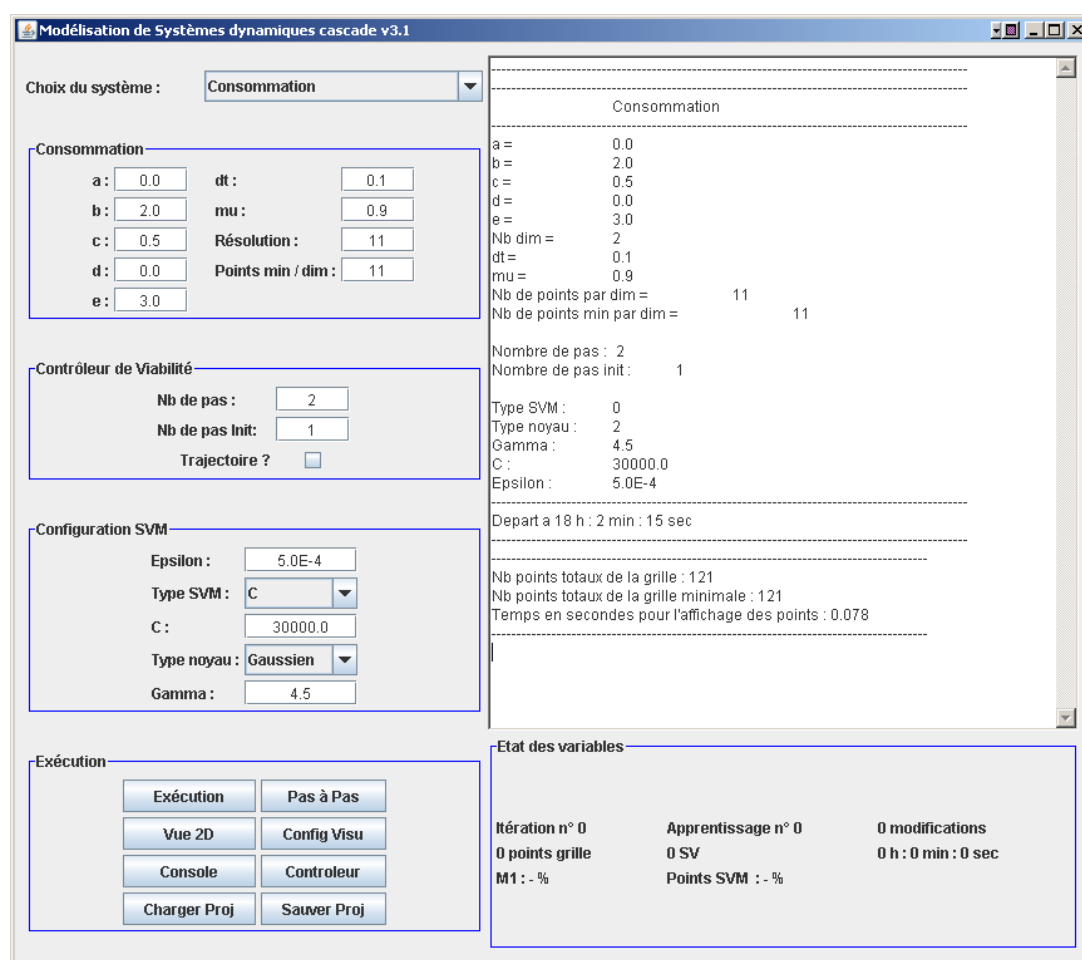 Modélisation de Systèmes dynamiques cascade v3.1
Choix du système : Consommation
Consommation
a : 0.0 dt : 0.1
b : 2.0 mu : 0.9
c : 0.5 Résolution : 11
d : 0.0 Points min / dim : 11
e : 3.0
Contrôleur de Viabilité
Nb de pas : 2
Nb de pas Init: 1
Trajectoire ?
Configuration SVM
Epsilon : 5.0E-4
Type SVM : C
C : 30000.0
Type noyau : Gaussien
Gamma : 4.5
Exécution
Exécution Pas à Pas
Vue 2D Config Visu
Console Controleur
Charger Proj Sauver Proj
Consommation
a = 0.0
b = 2.0
c = 0.5
d = 0.0
e = 3.0
Nb dim = 2
dt = 0.1
mu = 0.9
Nb de points par dim = 11
Nb de points min par dim = 11
Nombre de pas : 2
Nombre de pas init : 1
Type SVM : 0
Type noyau : 2
Gamma : 4.5
C : 30000.0
Epsilon : 5.0E-4
Depart a 18 h : 2 min : 15 sec
Nb points totaux de la grille : 121
Nb points totaux de la grille minimale : 121
Temps en secondes pour l'affichage des points : 0.078
Etat des variables
Itération n° 0 Apprentissage n° 0 0 modifications
0 points grille 0 SV 0 h : 0 min : 0 sec
M1 : - % Points SVM : - %